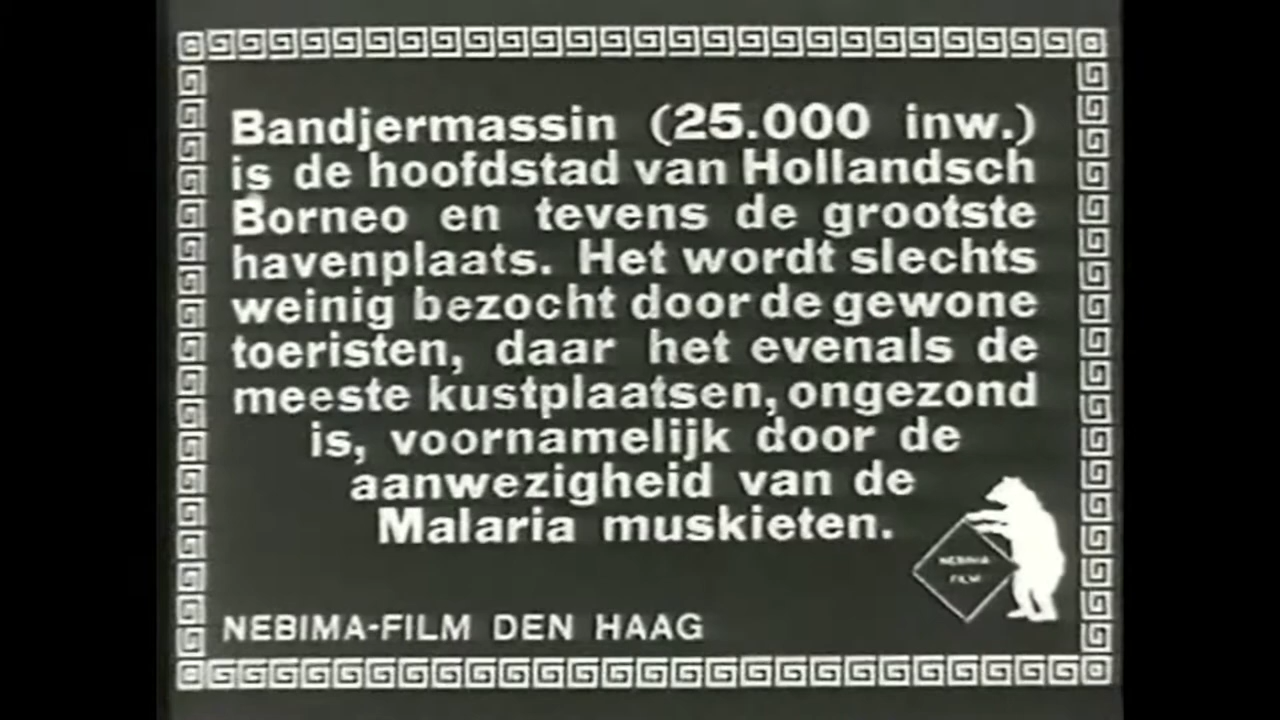 Bandjermassin (25.000 inw.)
is de hoofdstad van Hollandsch
Borneo en tevens de grootste
havenplaats. Het wordt slechts
weinig bezocht door de gewone
toeristen, daar het evenals de
meeste kustplaatsen, ongezond
is, voornamelijk door de
aanwezigheid van de
Malaria muskieten.
NEBIMA
FILM
NEBIMA-FILM DEN HAAG